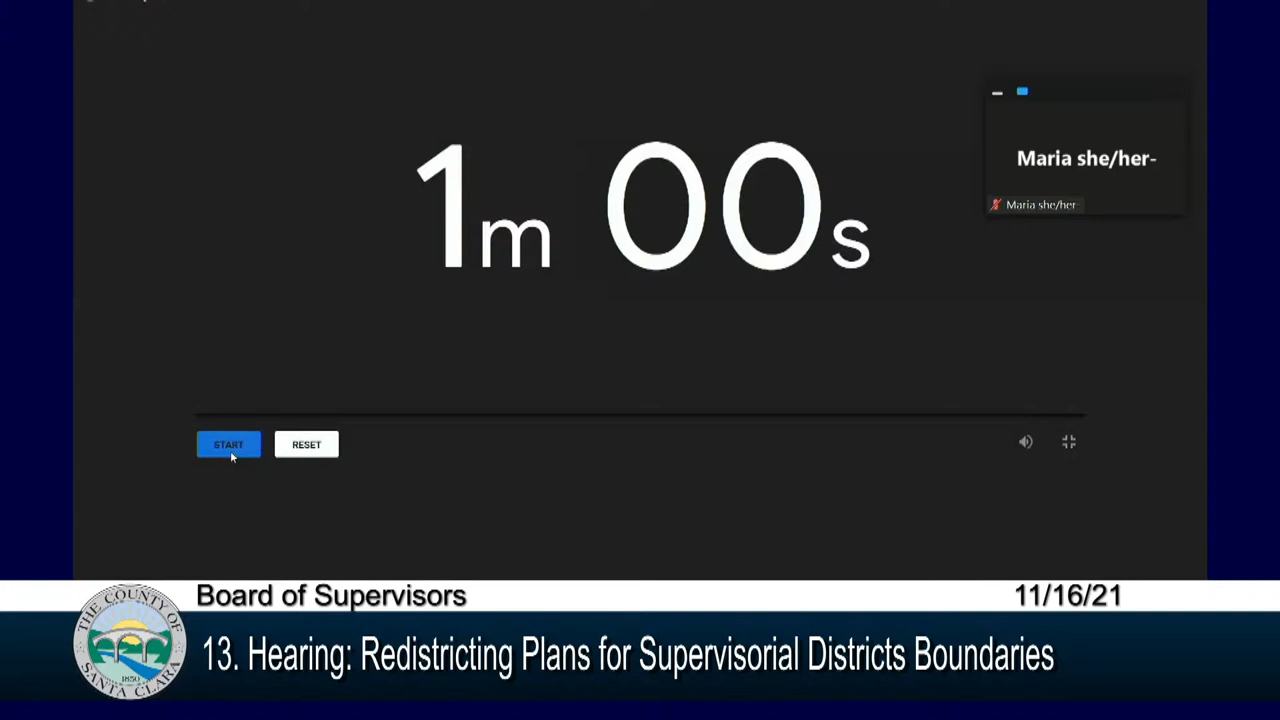 1m 00s
Maria she/her-
Maria she/her-
START
RESET
Board of Supervisors
11/16/21
THE COUNTY OF
SANTA CLARA
1850
13. Hearing: Redistricting Plans for Supervisorial Districts Boundaries